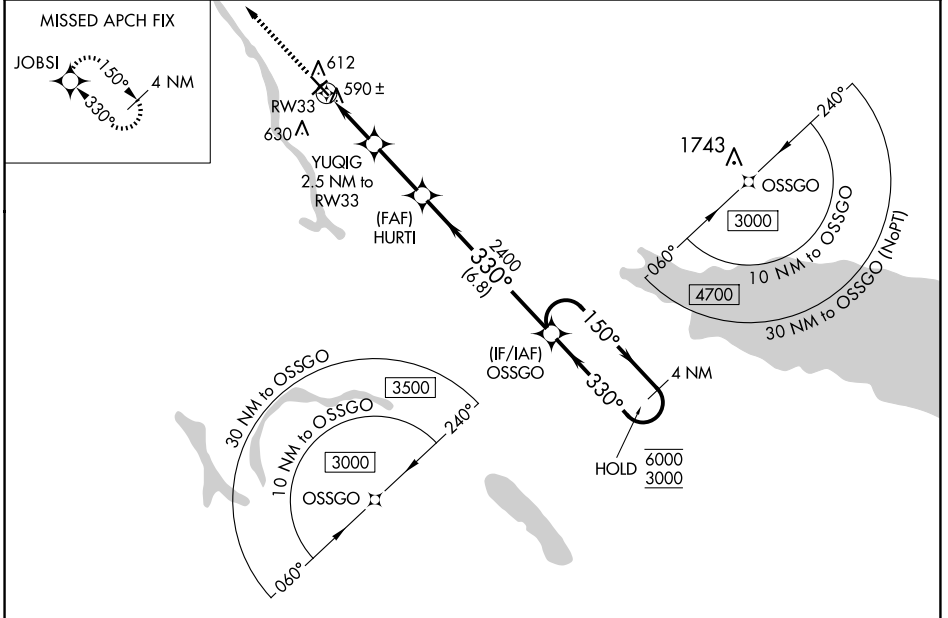 MISSED APCH FIX
JOBSI
150°
4 NM
330°
612
590 ±
RW33
630
YUQIG
2.5 NM to
RW33
(FAF)
HURTI
2400
330°
(6.8)
(IF/IAF)
OSSGO
150°
330°
4 NM
HOLD
6000
3000
1743
240°
OSSGO
3000
060°
10 NM to OSSGO
4700
30 NM to OSSGO (NoPT)
30 NM to OSSGO
3500
10 NM to OSSGO
240°
3000
OSSGO
060°